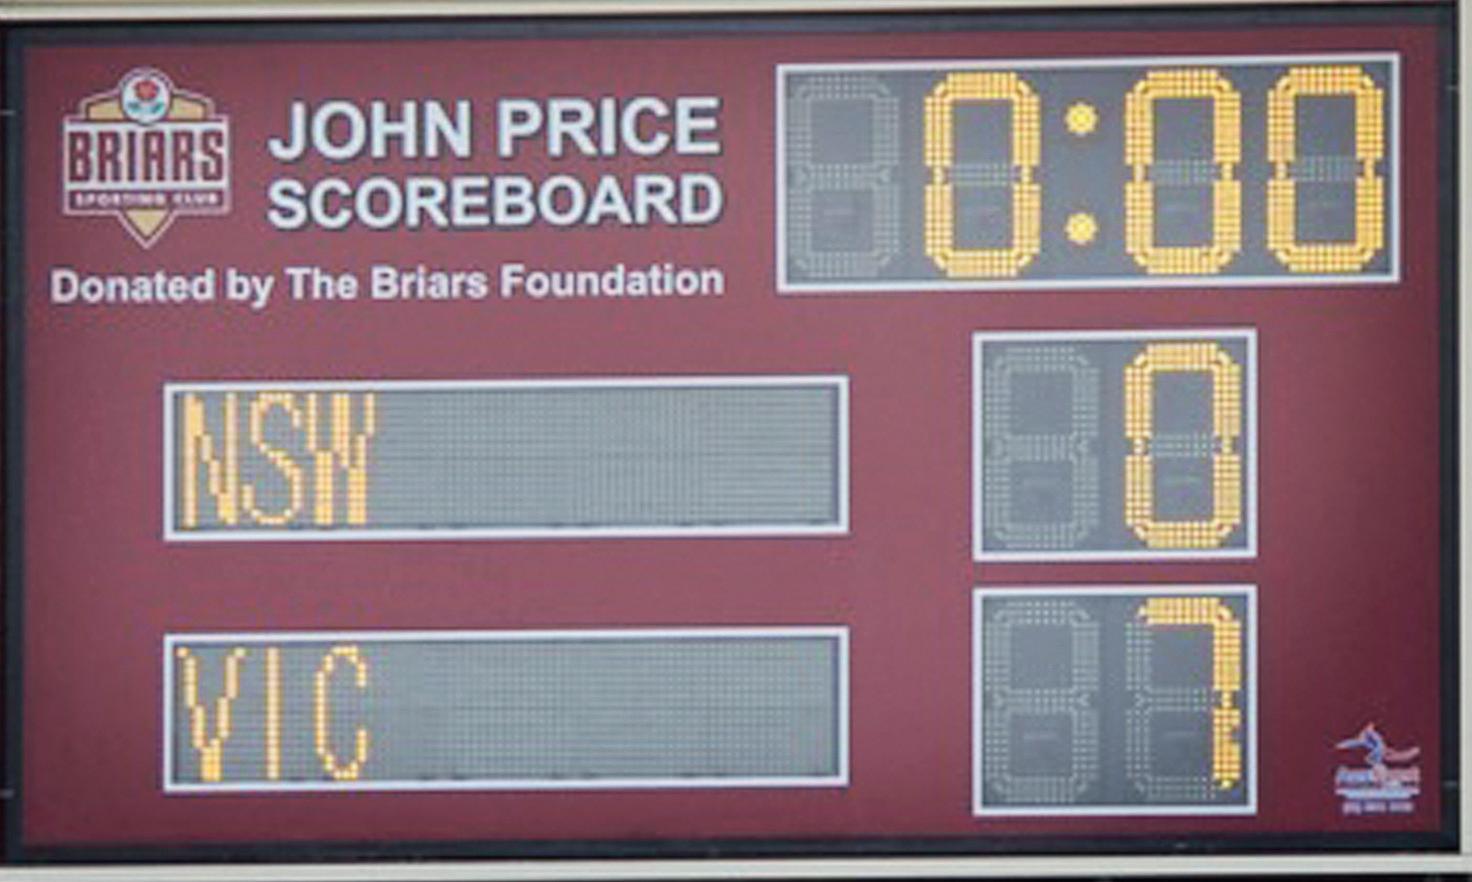 BRIARS
SPORTING CLUB
JOHN PRICE
SCOREBOARD
Donated by The Briars Foundation
0:00
NSW
0
VIC
7